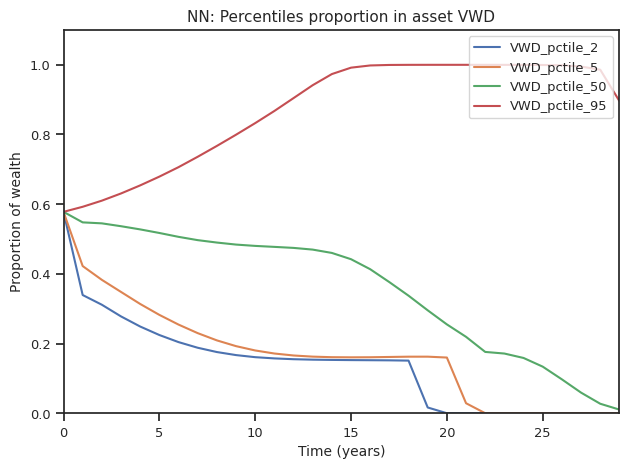 NN: Percentiles proportion in asset VWD
VWD_pctile_2
VWD_pctile_5
VWD_pctile_50
VWD_pctile_95
1.0
0.8
0.6
0.4
0.2
0.0
Proportion of wealth
0 5 10 15 20 25
Time (years)